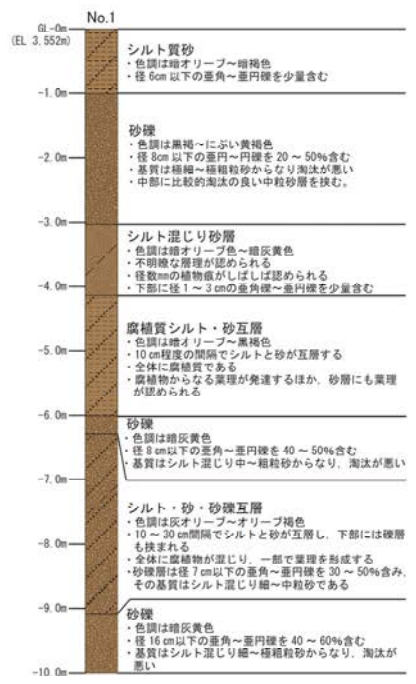 No.1
GL-0m
(EL 3.552m)
シルト質砂
・色調は暗オリーブ～暗褐色
・径 6cm 以下の亜角～亜円礫を少量含む
-1.0m
砂礫
・色調は黒褐～にぶい黄褐色
・径 8cm 以下の亜円～円礫を 20 ～ 50%含む
・基質は極細～極粗粒砂からなり淘汰が悪い
・中部に比較的淘汰の良い中粒砂層を挟む。
-2.0m
-3.0m
シルト混じり砂層
・色調は暗オリーブ色～暗灰黄色
・不明瞭な層理が認められる
・径数mmの植物痕がしばしば認められる
・下部に径 1 ～ 3 cmの亜角礫～亜円礫を少量含む
-4.0m
腐植質シルト・砂互層
・色調は暗オリーブ～黒褐色
・10 cm程度の間隔でシルトと砂が互層する
・全体に腐植質である
・腐植物からなる葉理が発達するほか、砂層にも葉理
が認められる
-5.0m
-6.0m
砂礫
・色調は暗灰黄色
・径 8 cm以下の亜角～亜円礫を 40 ～ 50%含む
・基質はシルト混じり中～粗粒砂からなり、淘汰が悪い
-7.0m
シルト・砂・砂礫互層
・色調は灰オリーブ～オリーブ褐色
・10 ～ 30 cm間隔でシルトと砂が互層し、下部には礫層
も挟まれる
・全体に腐植物が混じり、一部で葉理を形成する
・砂礫層は径 7 cm以下の亜角～亜円礫を 30 ～ 50%含み、
その基質はシルト混じり細～中粒砂である
-8.0m
-9.0m
砂礫
・色調は暗灰黄色
・径 16 cm以下の亜角～亜円礫を 40 ～ 60%含む
・基質はシルト混じり細～極粗粒砂からなり、淘汰が
悪い
-10.0m